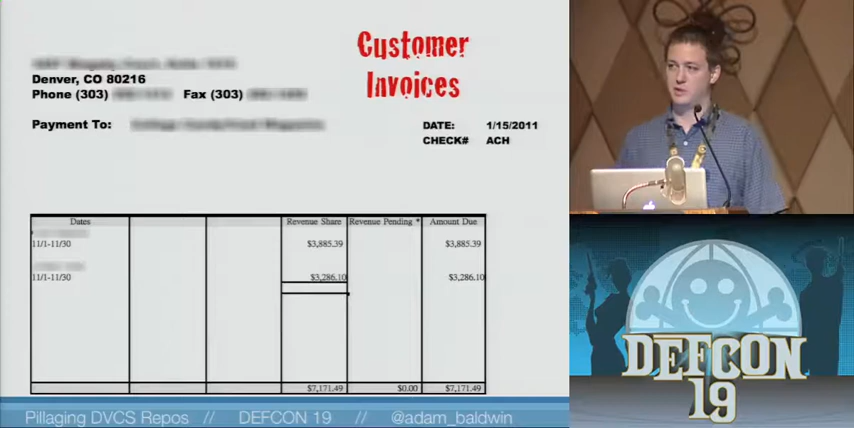 Customer
Invoices
Denver, CO 80216
Phone (303) Fax (303)
Payment To:
DATE: 1/15/2011
CHECK# ACH
Dates Revenue Share Revenue Pending * Amount Due
11/1-11/30 $3,885.39 $3,885.39
11/1-11/30 $3,286.10 $3,286.10
$7,171.49 $0.00 $7,171.49
Pillaging DVCS Repos // DEFCON 19 // @adam_baldwin
DEFCON
19